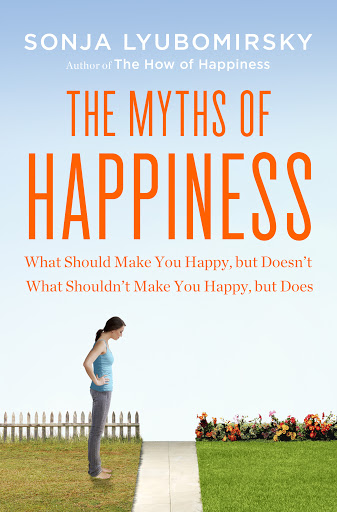 SONJA LYUBOMIRSKY
Author of The How of Happiness
THE MYTHS OF
HAPPINESS
What Should Make You Happy, but Doesn't
What Shouldn't Make You Happy, but Does